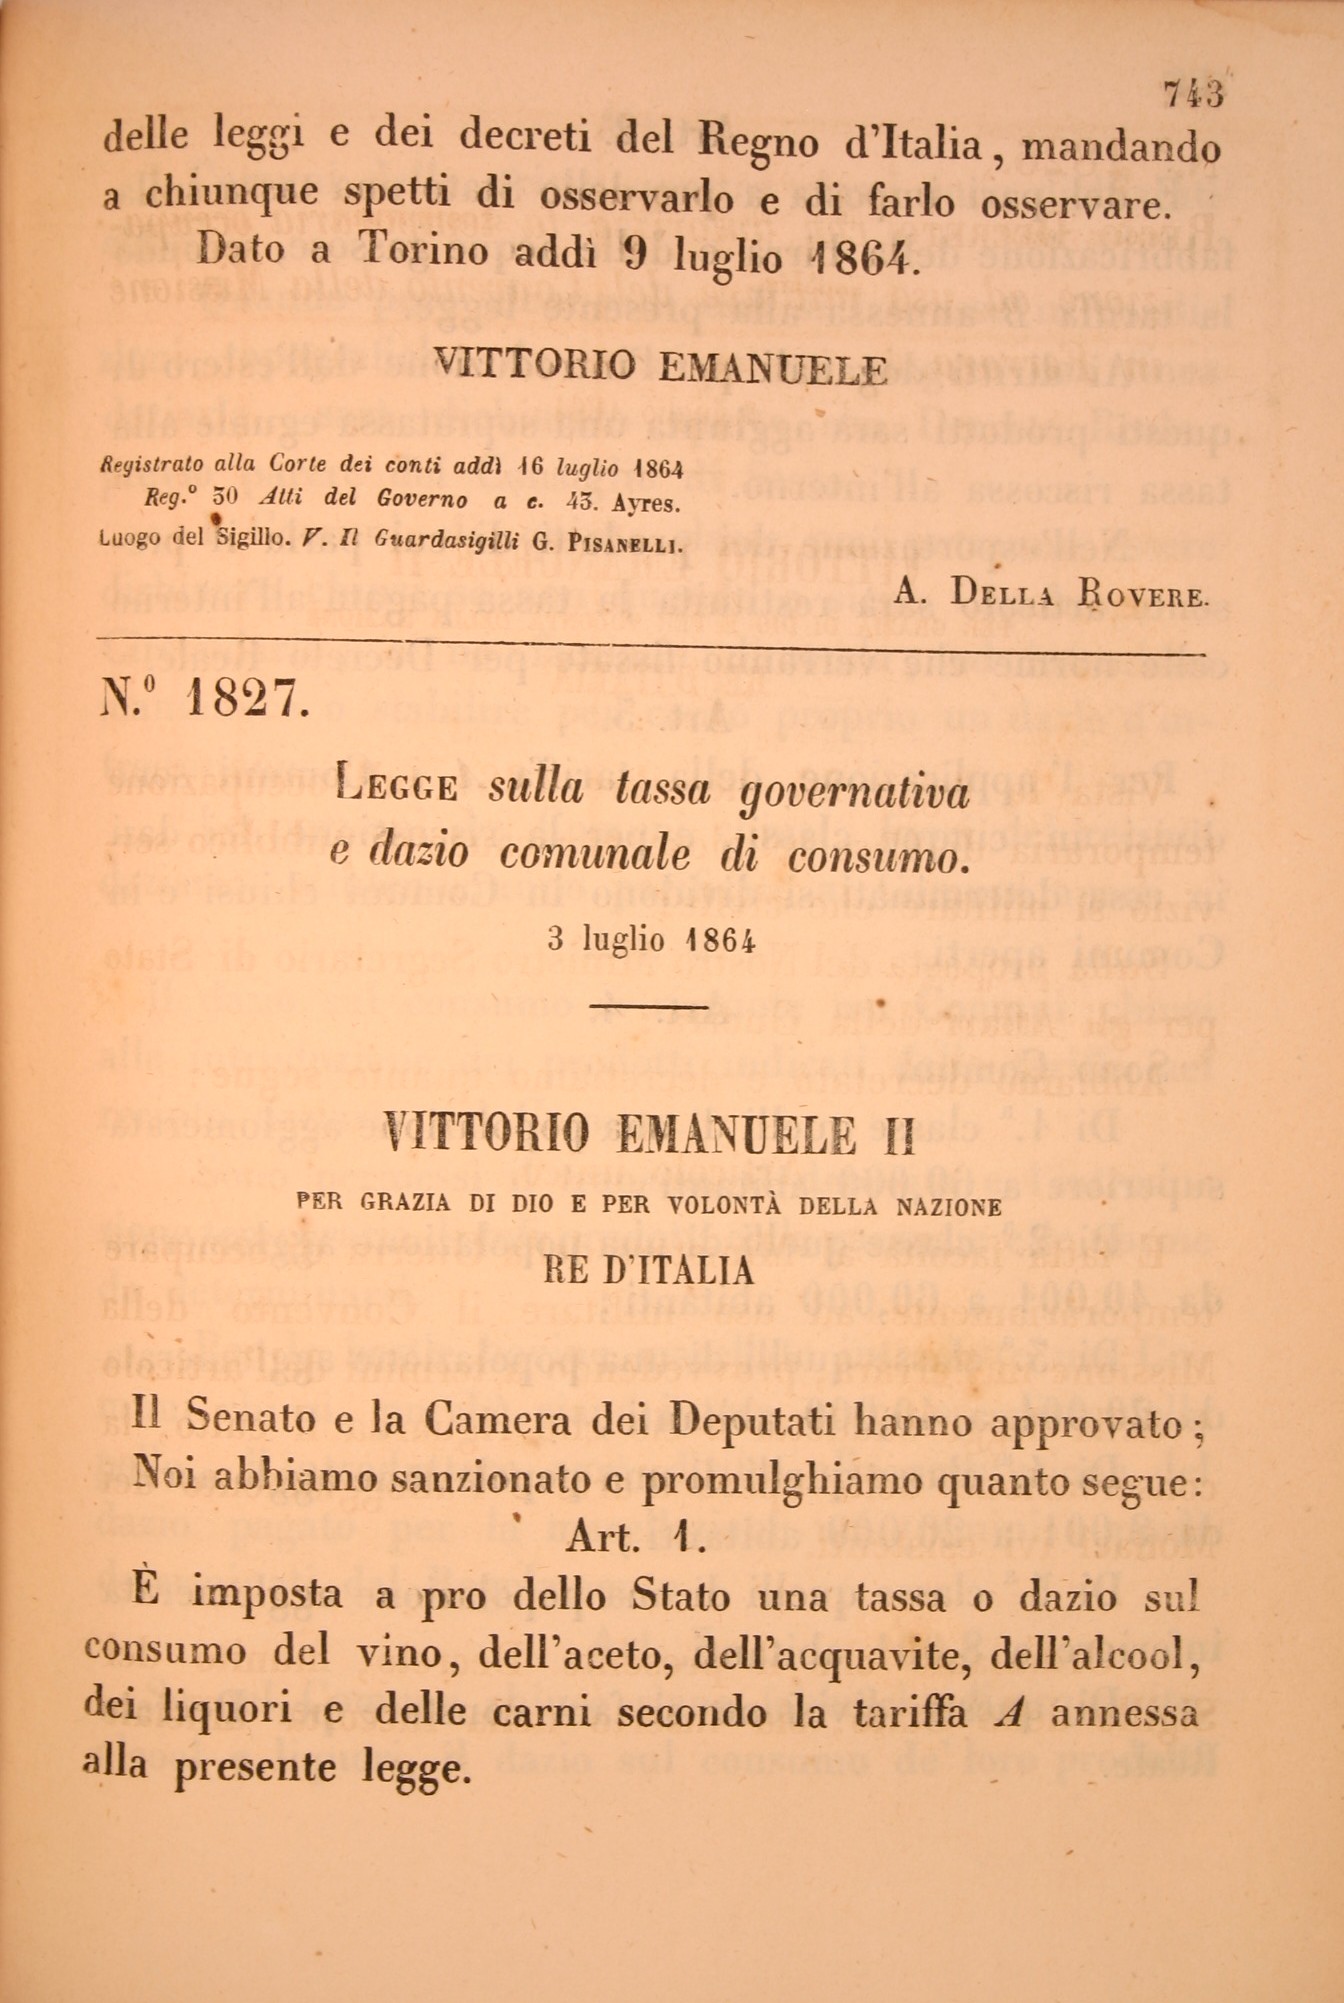 743
delle leggi e dei decreti del Regno d'Italia, mandando
a chiunque spetti di osservarlo e di farlo osservare.
Dato a Torino addì 9 luglio 1864.
VITTORIO EMANUELE
Registrato alla Corte dei conti addì 16 luglio 1864
Reg.º 30 Atti del Governo a c. 43. Ayres.
Luogo del Sigillo. V. Il Guardasigilli G. PISANELLI.
A. DELLA ROVERE.
N.º 1827.
LEGGE sulla tassa governativa
e dazio comunale di consumo.
3 luglio 1864
VITTORIO EMANUELE II
PER GRAZIA DI DIO E PER VOLONTÀ DELLA NAZIONE
RE D'ITALIA
Il Senato e la Camera dei Deputati hanno approvato;
Noi abbiamo sanzionato e promulghiamo quanto segue:
Art. 1.
È imposta a pro dello Stato una tassa o dazio sul
consumo del vino, dell'aceto, dell'acquavite, dell'alcool,
dei liquori e delle carni secondo la tariffa A annessa
alla presente legge.